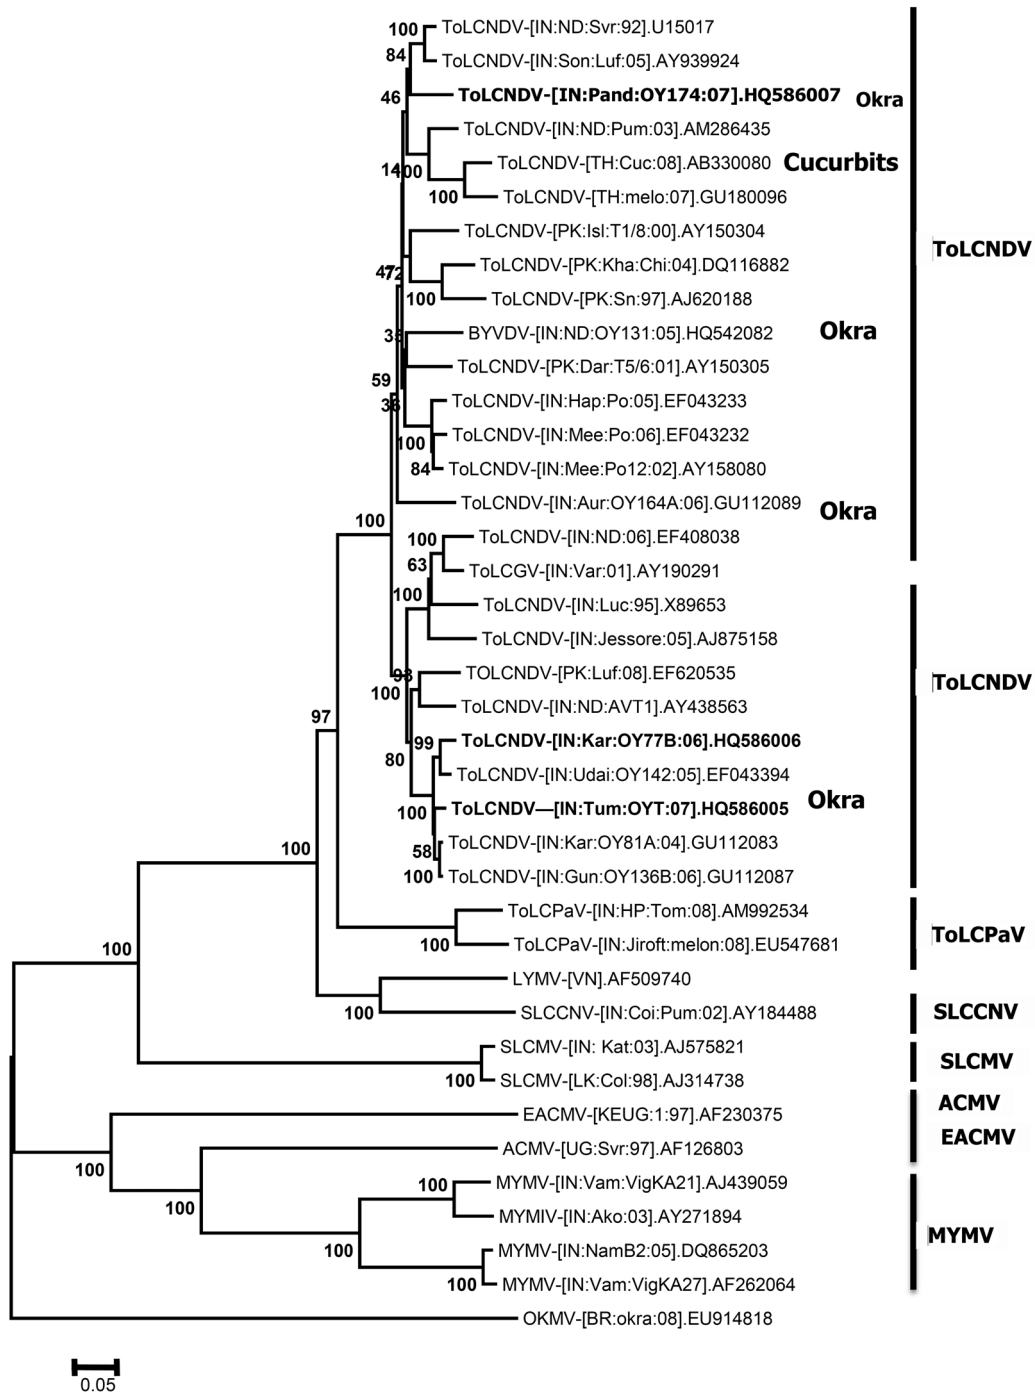 100
ToLCNDV-[IN:ND:Svr:92].U15017
84
ToLCNDV-[IN:Son:Luf:05].AY939924
46
ToLCNDV-[IN:Pand:OY174:07].HQ586007 Okra
ToLCNDV-[IN:ND:Pum:03].AM286435
100
ToLCNDV-[TH:Cuc:08].AB330080 Cucurbits
100
ToLCNDV-[TH:melo:07].GU180096
ToLCNDV-[PK:Isl:T1/8:00].AY150304
ToLCNDV
ToLCNDV-[PK:Kha:Chi:04].DQ116882
100
ToLCNDV-[PK:Sn:97].AJ620188
BYVDV-[IN:ND:OY131:05].HQ542082 Okra
ToLCNDV-[PK:Dar:T5/6:01].AY150305
59
ToLCNDV-[IN:Hap:Po:05].EF043233
100
ToLCNDV-[IN:Mee:Po:06].EF043232
84
ToLCNDV-[IN:Mee:Po12:02].AY158080
ToLCNDV-[IN:Aur:OY164A:06].GU112089 Okra
100
100
ToLCNDV-[IN:ND:06].EF408038
63
ToLCGV-[IN:Var:01].AY190291
100
ToLCNDV-[IN:Luc:95].X89653
ToLCNDV-[IN:Jessore:05].AJ875158
93
TOLCNDV-[PK:Luf:08].EF620535
ToLCNDV
100
ToLCNDV-[IN:ND:AVT1].AY438563
97
99
ToLCNDV-[IN:Kar:OY77B:06].HQ586006
80
ToLCNDV-[IN:Udai:OY142:05].EF043394
100
ToLCNDV—[IN:Tum:OYT:07].HQ586005 Okra
ToLCNDV-[IN:Kar:OY81A:04].GU112083
58
100
100
ToLCNDV-[IN:Gun:OY136B:06].GU112087
ToLCPaV-[IN:HP:Tom:08].AM992534
100
ToLCPaV-[IN:Jiroft:melon:08].EU547681
ToLCPaV
100
LYMV-[VN].AF509740
100
SLCCNV-[IN:Coi:Pum:02].AY184488
SLCCNV
SLCMV-[IN: Kat:03].AJ575821
100
SLCMV-[LK:Col:98].AJ314738
SLCMV
EACMV-[KEUG:1:97].AF230375
ACMV
EACMV
100
ACMV-[UG:Svr:97].AF126803
100
100
MYMV-[IN:Vam:VigKA21].AJ439059
MYMIV-[IN:Ako:03].AY271894
100
MYMV
MYMV-[IN:NamB2:05].DQ865203
100
MYMV-[IN:Vam:VigKA27].AF262064
OKMV-[BR:okra:08].EU914818
0.05